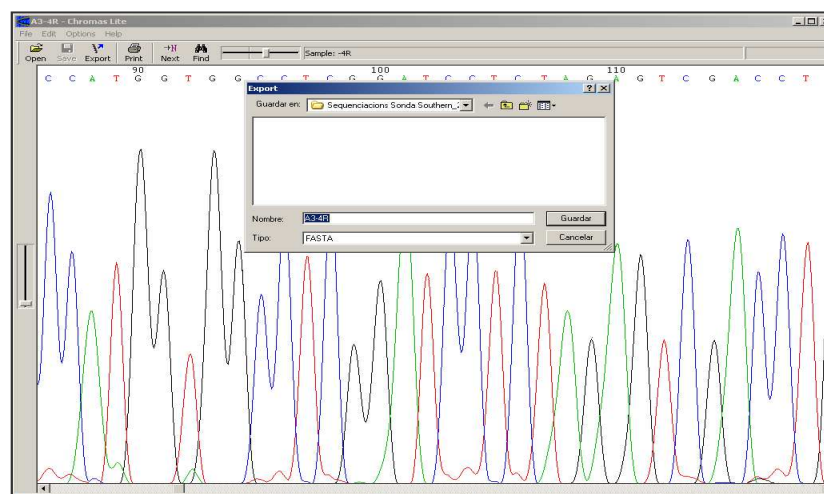 A3-4R - Chromas Lite
File Edit Options Help
Open Save Export Print Next Find Sample: -4R
90 100 110
C C A T G G T G G C C T C G G A T C C T C T A G A G T C G A C C T
Export
Guardar en: Sequenciacions Sonda Southern_
Nombre: A3-4R Guardar
Tipo: FASTA Cancelar